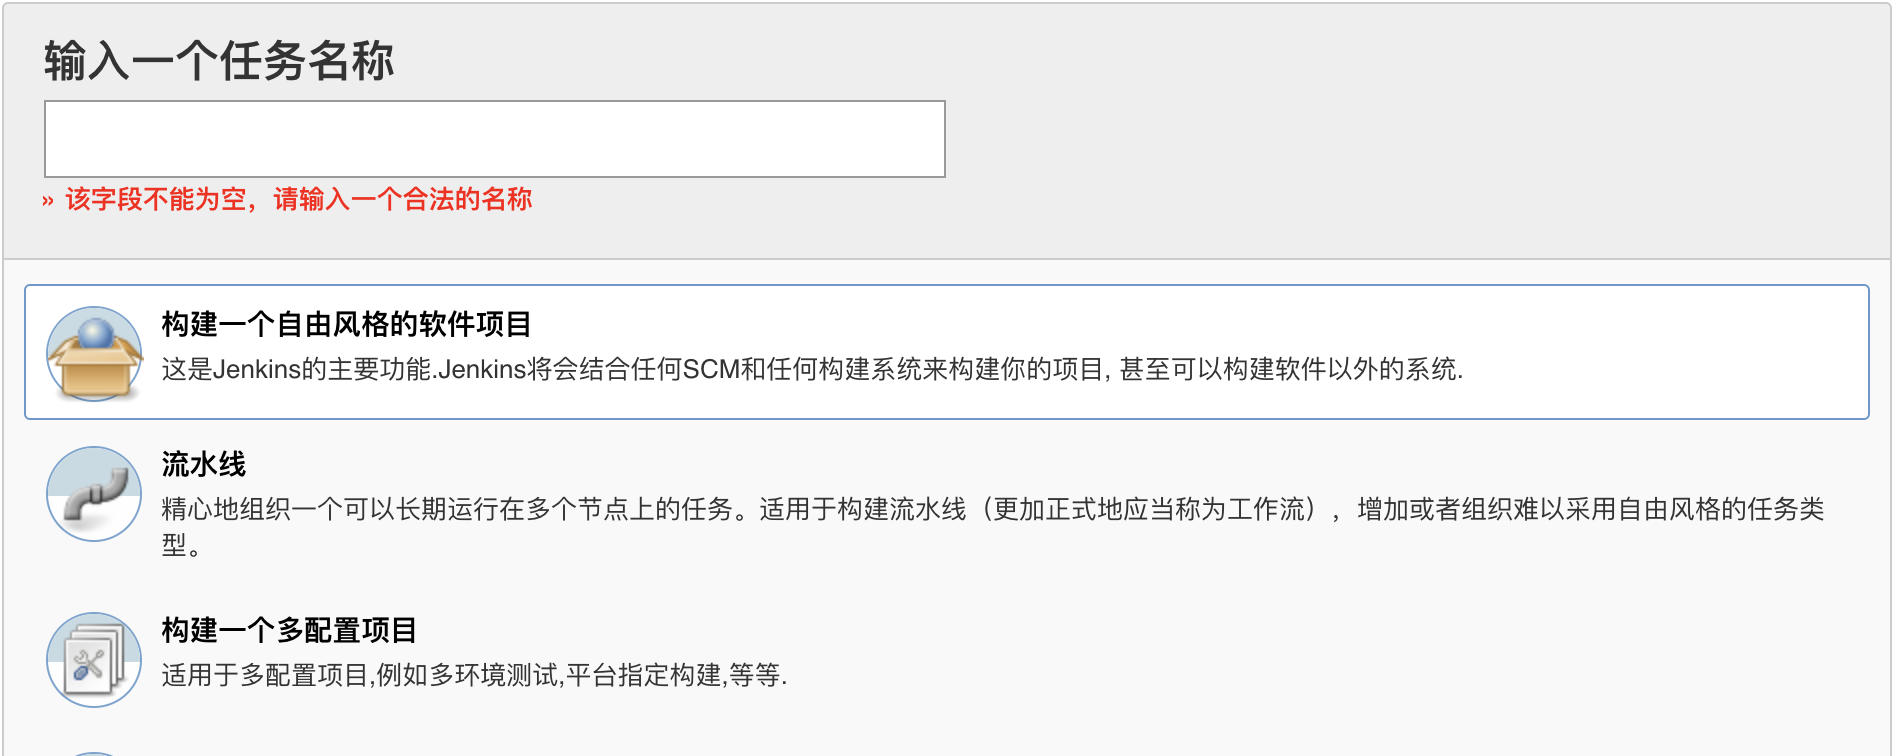 输入一个任务名称
» 该字段不能为空，请输入一个合法的名称
构建一个自由风格的软件项目
这是Jenkins的主要功能.Jenkins将会结合任何SCM和任何构建系统来构建你的项目, 甚至可以构建软件以外的系统.
流水线
精心地组织一个可以长期运行在多个节点上的任务。适用于构建流水线（更加正式地应当称为工作流），增加或者组织难以采用自由风格的任务类
型。
构建一个多配置项目
适用于多配置项目,例如多环境测试,平台指定构建,等等.